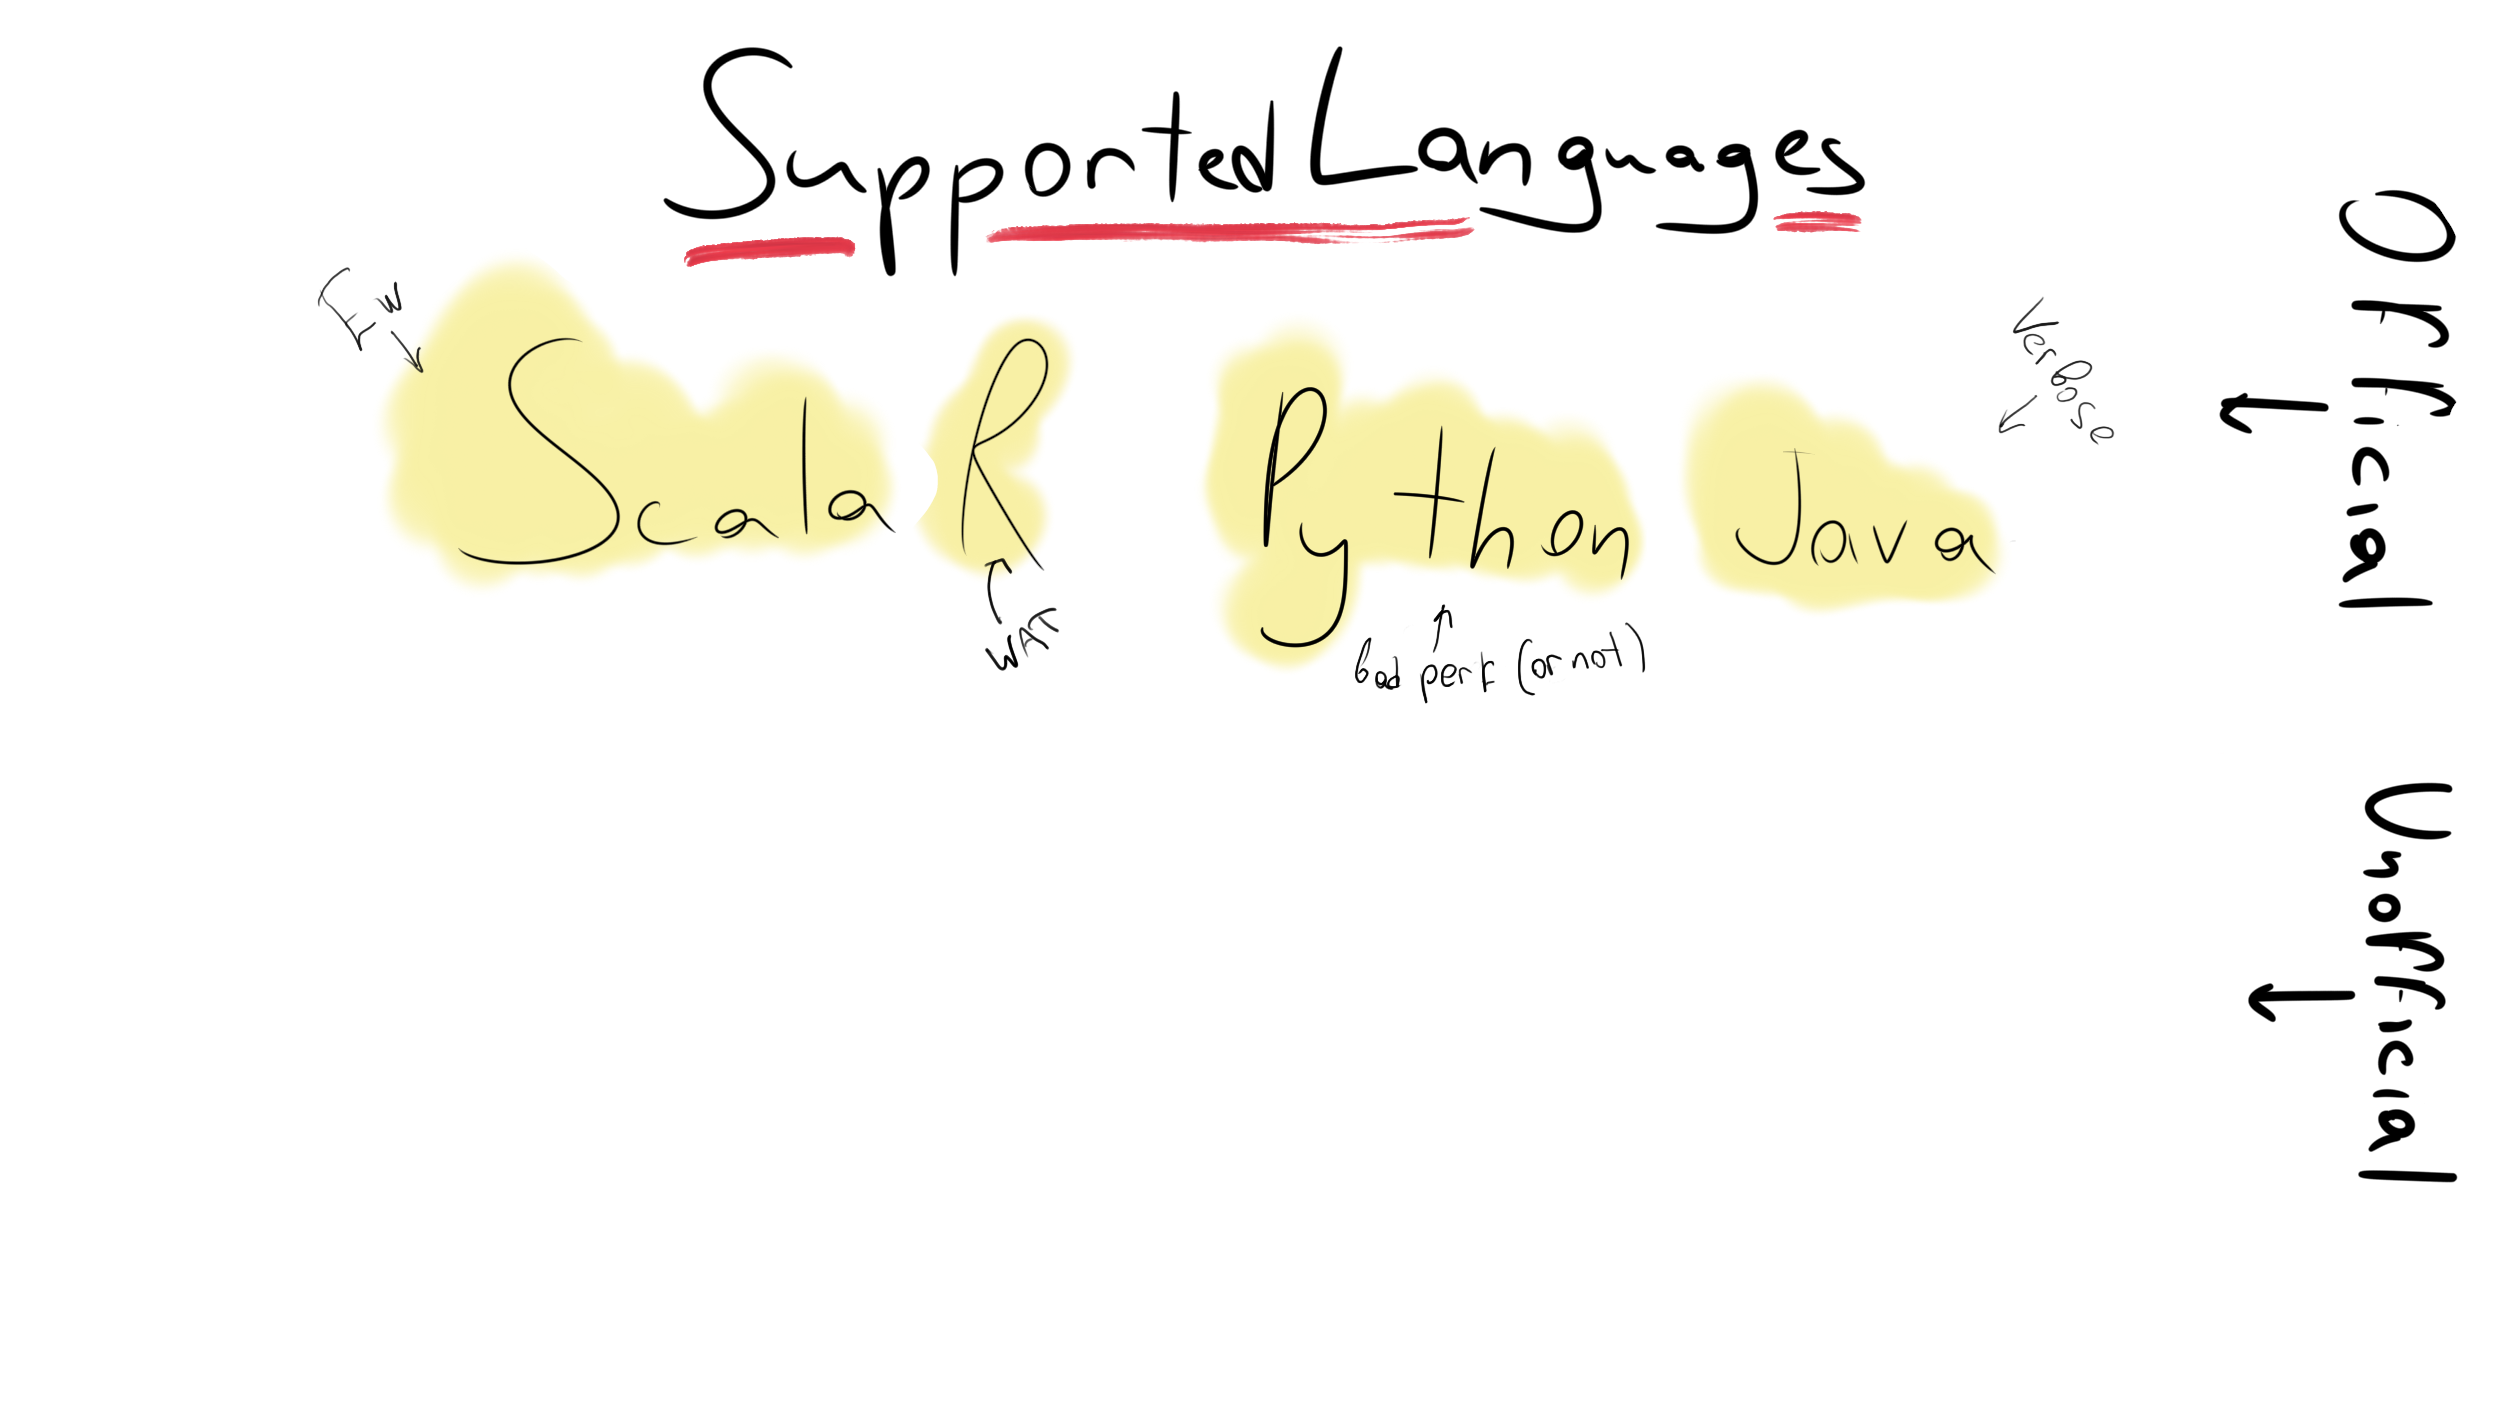 Supported Languages
Official
Ew
Verbose
Scala R Python Java
WAT
bad perf (or not)
Unofficial